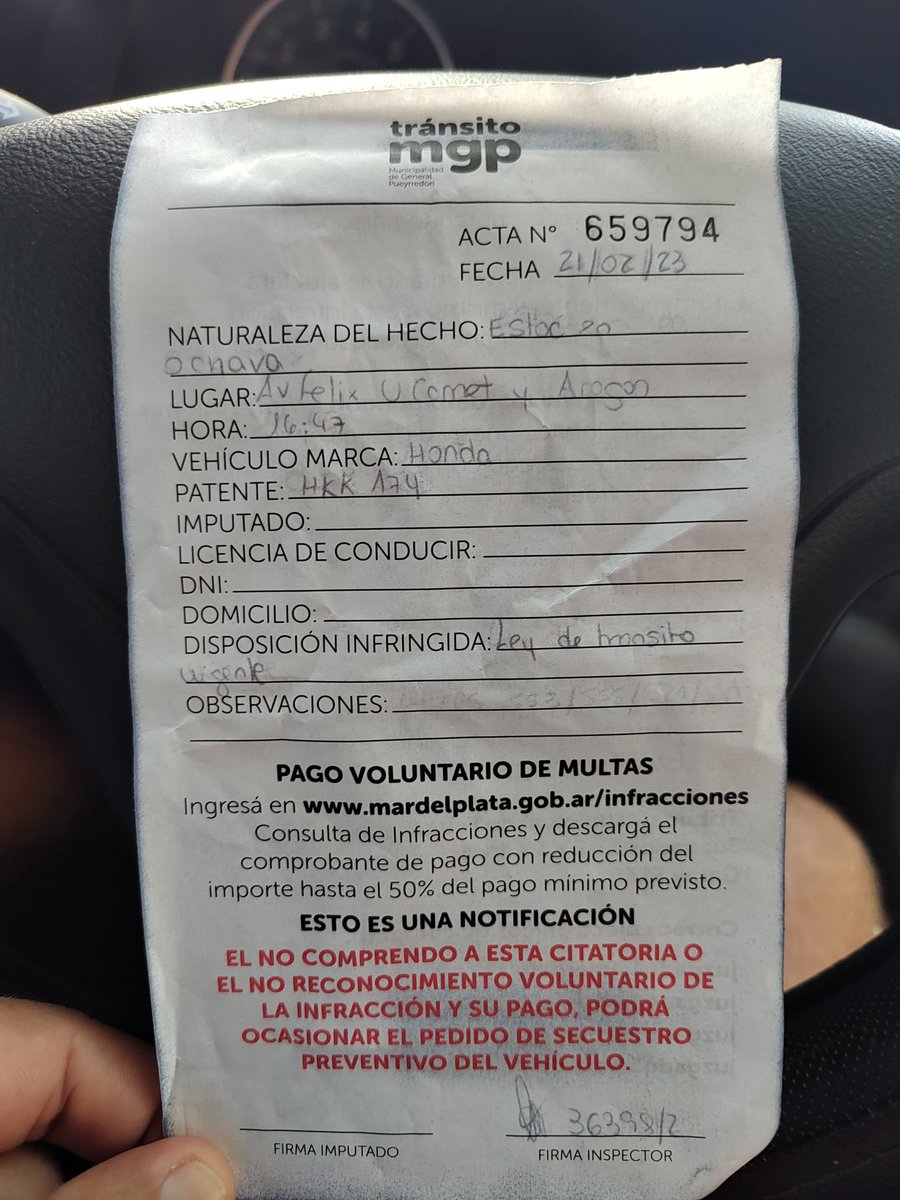 tránsito
mgp
Municipalidad
de General
Pueyrredon
ACTA N° 659794
FECHA 21/02/23
NATURALEZA DEL HECHO: Estac en
ochava
LUGAR: Av Felix U Camet y Aragon
HORA: 16:47
VEHÍCULO MARCA: Honda
PATENTE: HKK 174
IMPUTADO:
LICENCIA DE CONDUCIR:
DNI:
DOMICILIO:
DISPOSICIÓN INFRINGIDA: Ley de transito
vigente
OBSERVACIONES:
PAGO VOLUNTARIO DE MULTAS
Ingresá en www.mardelplata.gob.ar/infracciones
Consulta de Infracciones y descargá el
comprobante de pago con reducción del
importe hasta el 50% del pago mínimo previsto.
ESTO ES UNA NOTIFICACIÓN
EL NO COMPRENDO A ESTA CITATORIA O
EL NO RECONOCIMIENTO VOLUNTARIO DE
LA INFRACCIÓN Y SU PAGO, PODRÁ
OCASIONAR EL PEDIDO DE SECUESTRO
PREVENTIVO DEL VEHÍCULO.
36398/2
FIRMA IMPUTADO
FIRMA INSPECTOR